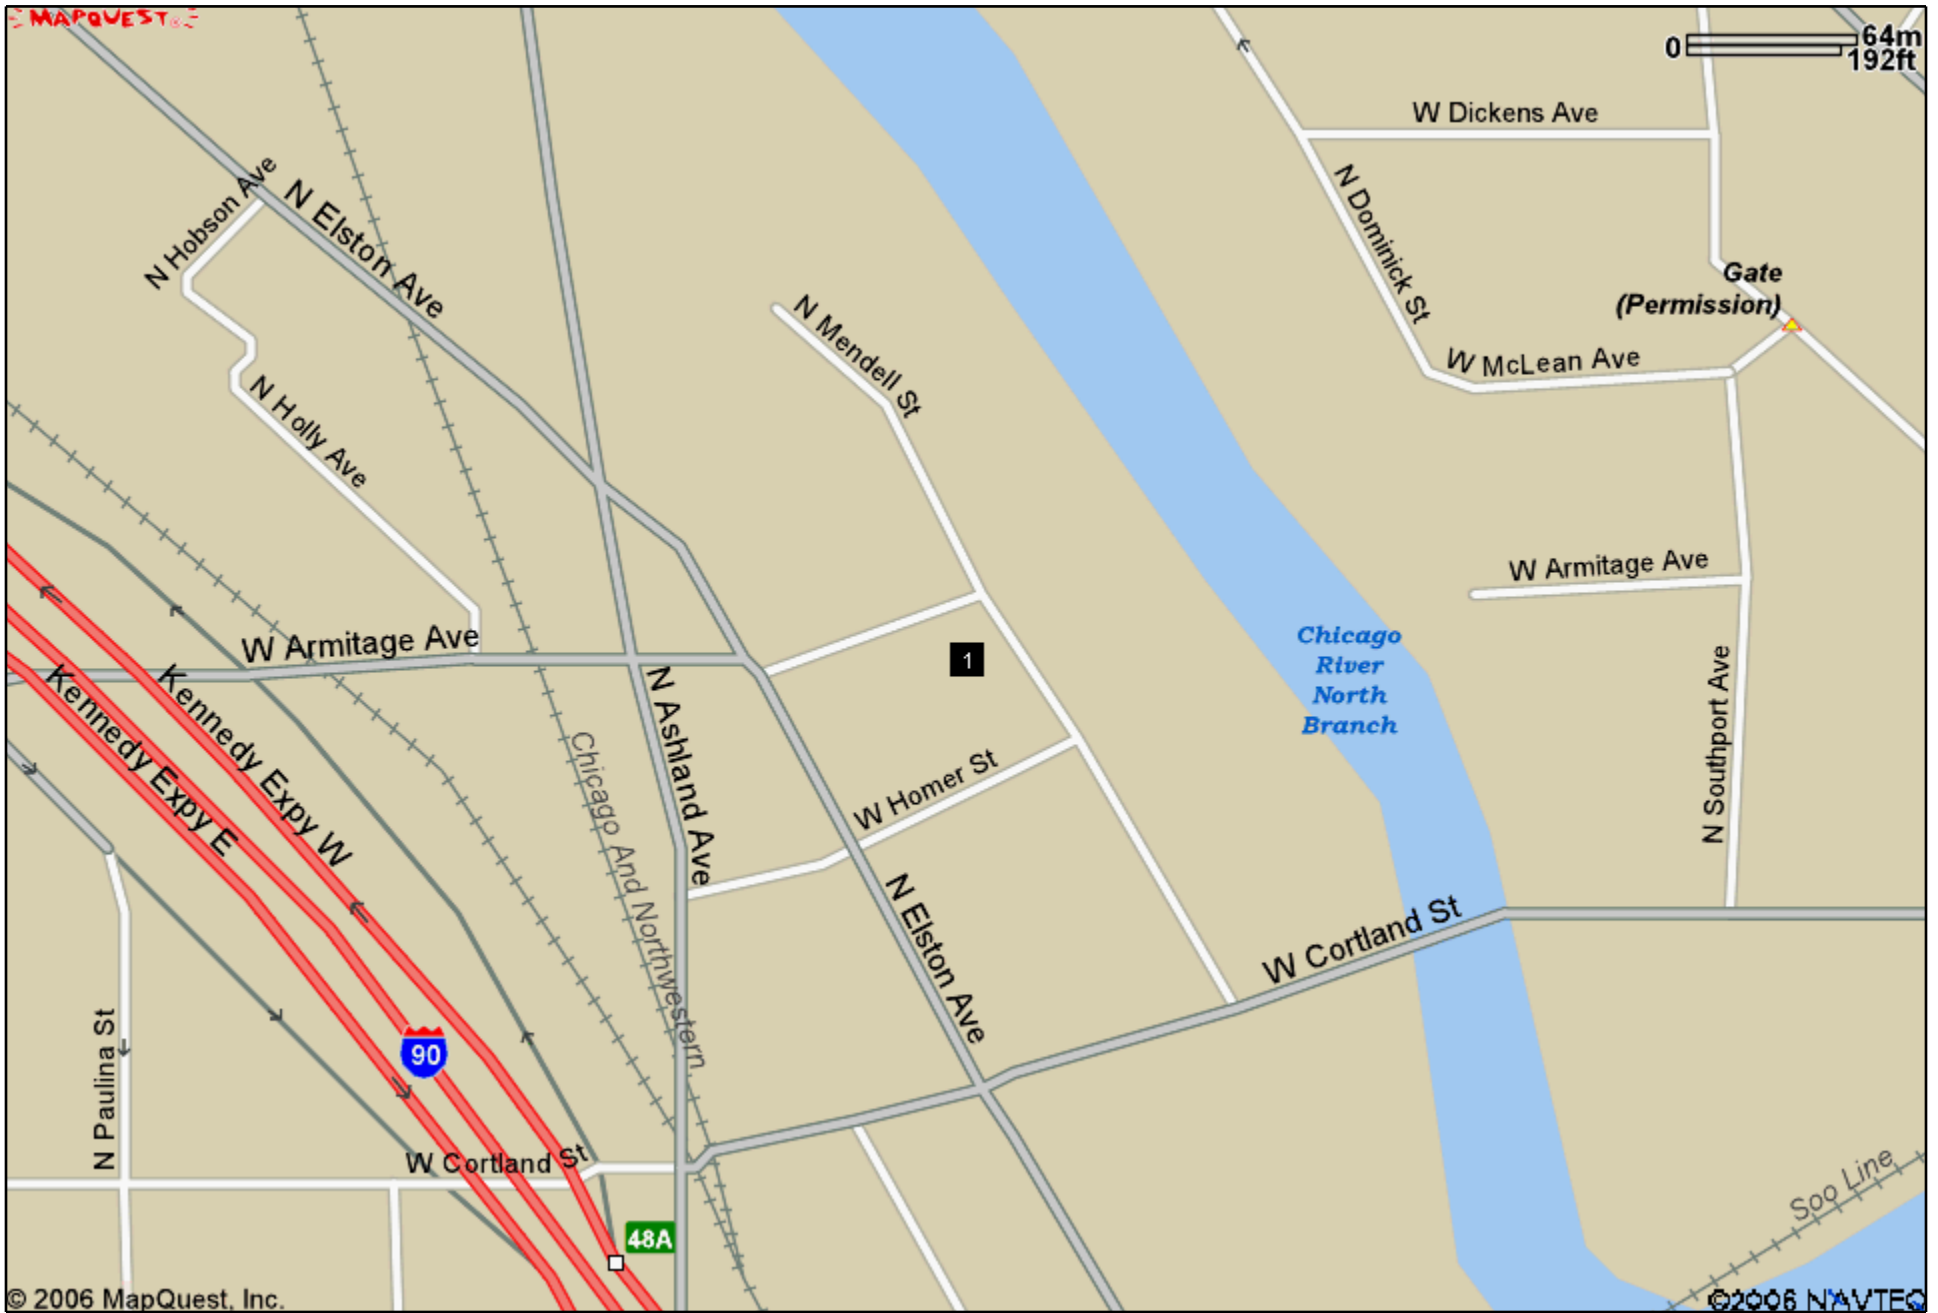 MAPQUEST
0
64m
192ft
W Dickens Ave
N Hobson Ave
N Elston Ave
N Dominick St
Gate
(Permission)
N Mendell St
W McLean Ave
N Holly Ave
W Armitage Ave
W Armitage Ave
Chicago
River
North
Branch
1
Kennedy Expy E
Kennedy Expy W
N Ashland Ave
Chicago And Northwestern
W Homer St
N Southport Ave
N Elston Ave
W Cortland St
N Paulina St
90
W Cortland St
Soo Line
48A
© 2006 MapQuest, Inc.
©2006 NAVTEQ